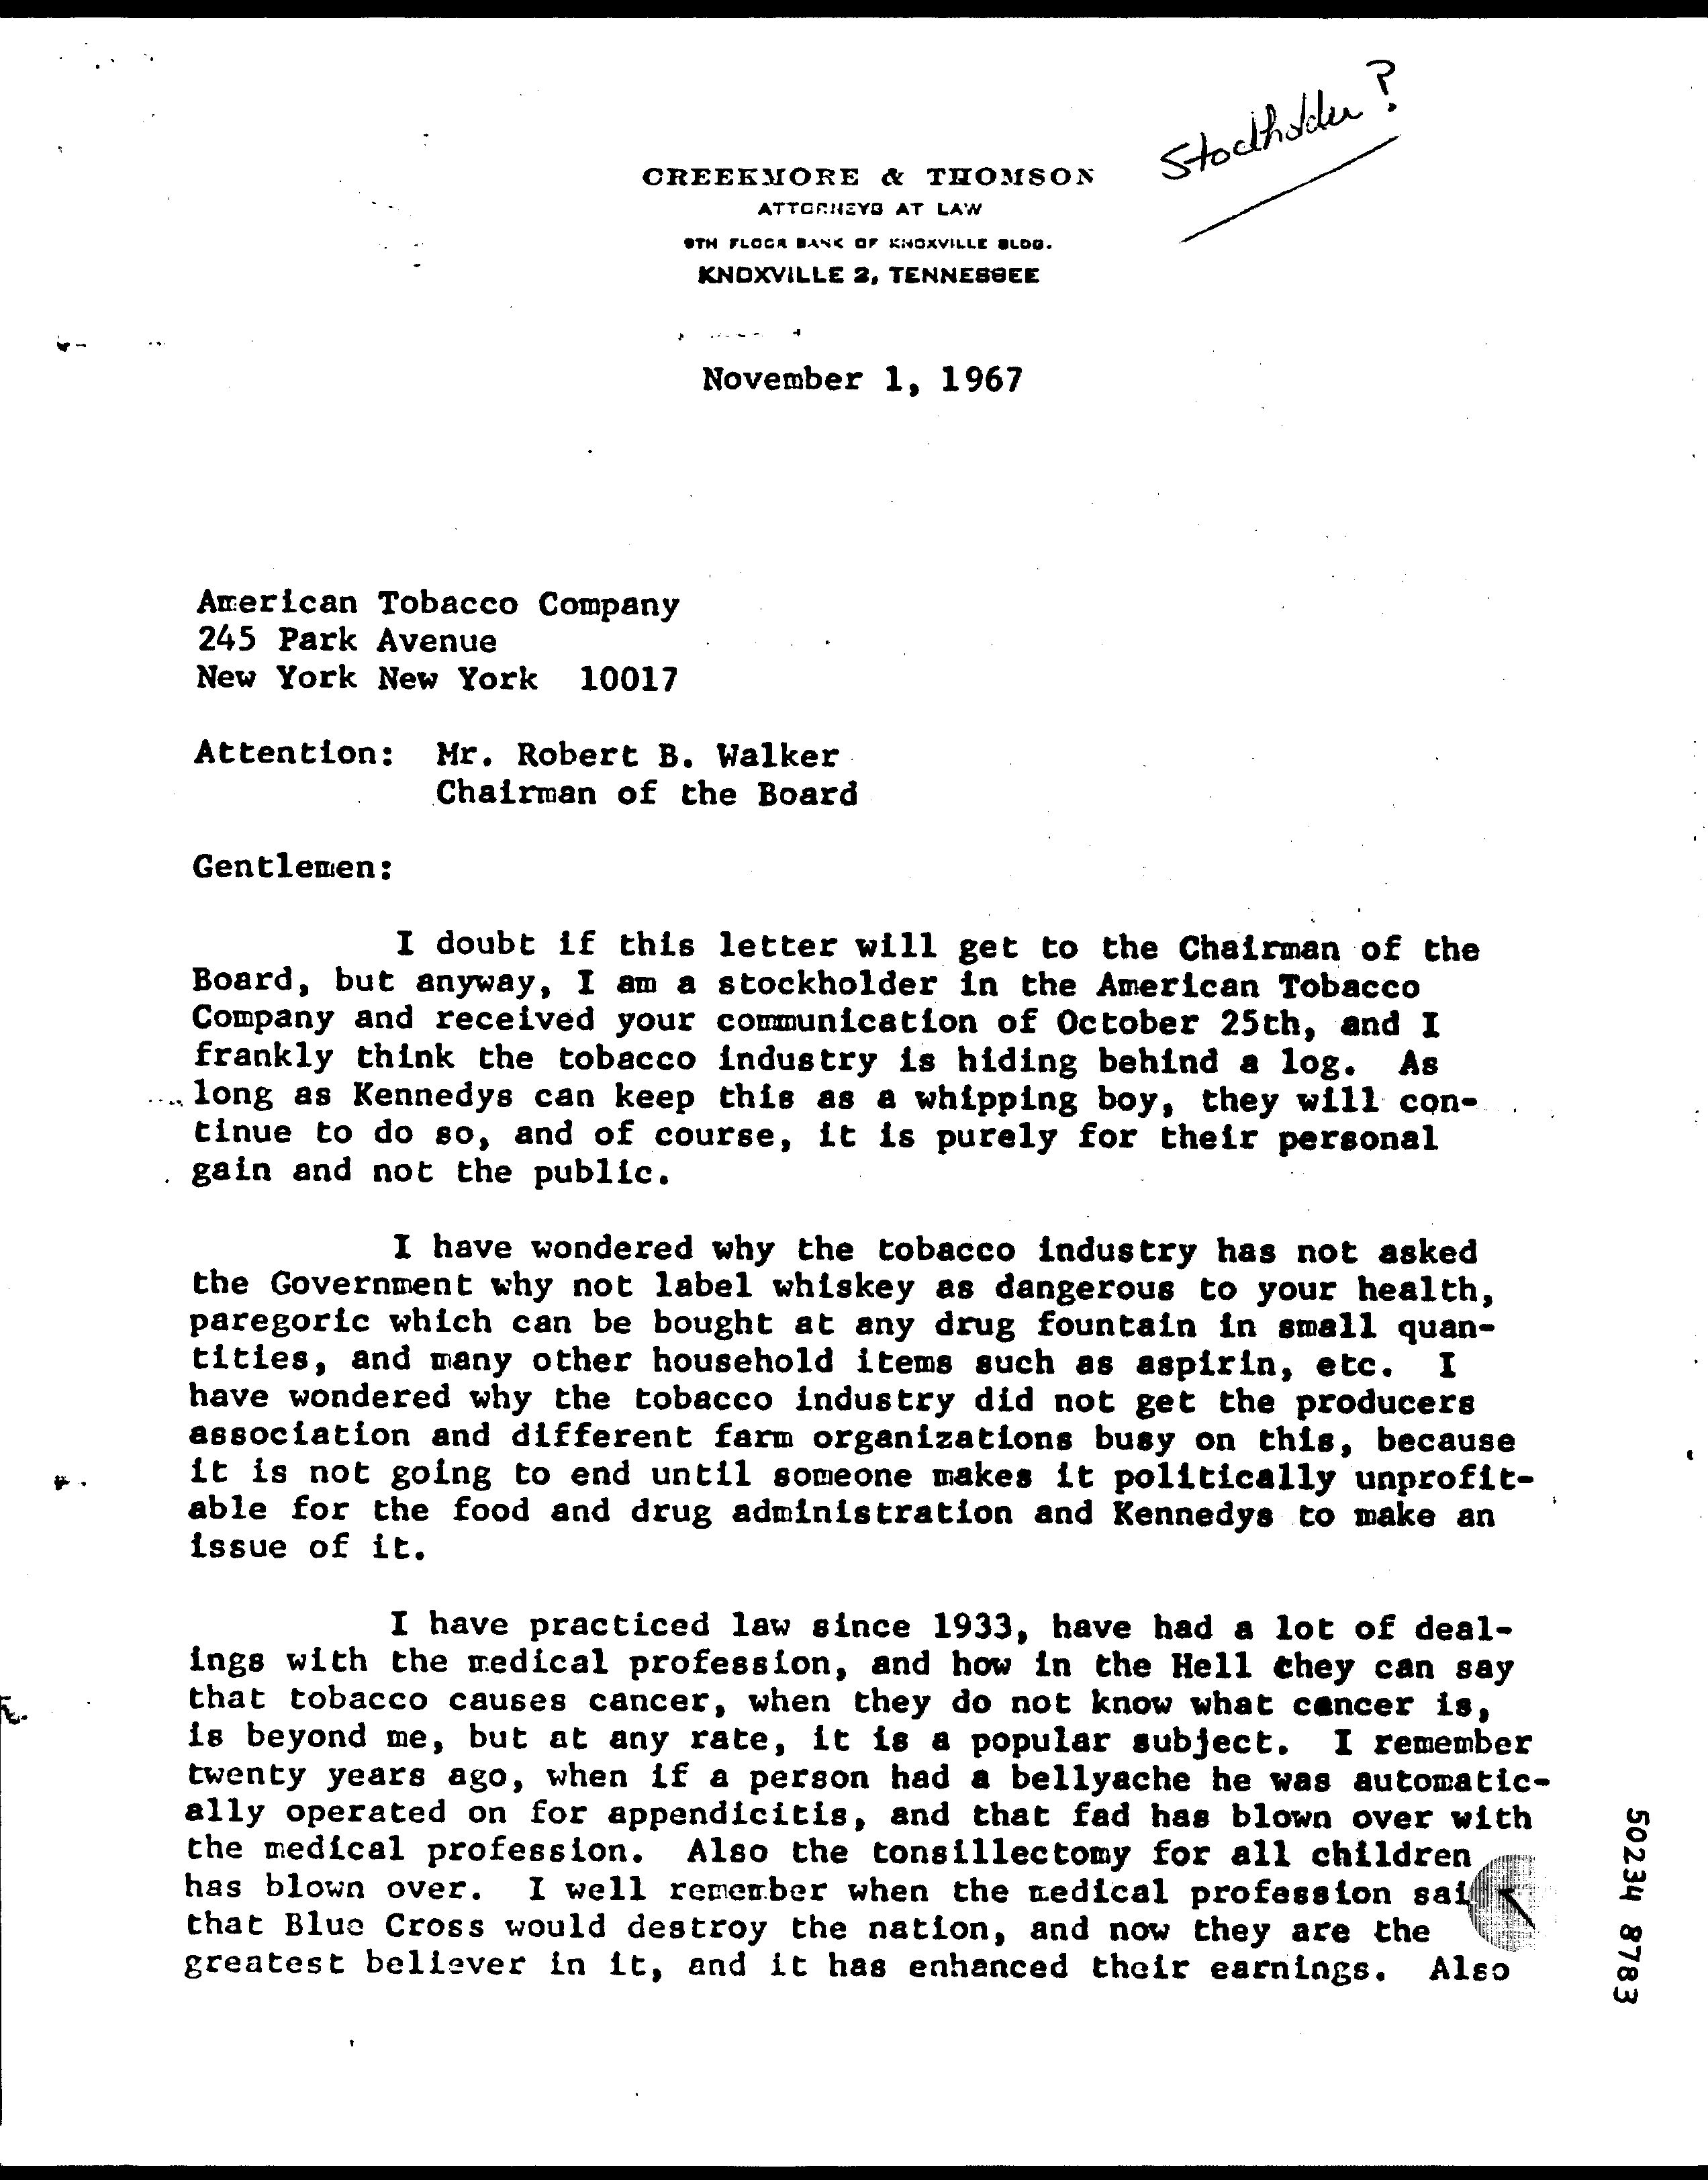 Stockholder?
CREEKMORE & THOMSON
ATTORNEYS AT LAW
9TH FLOOR BANK OF KNOXVILLE BLDG.
KNOXVILLE 2, TENNESSEE
November 1, 1967
American Tobacco Company
245 Park Avenue
New York New York 10017
Attention: Mr. Robert B. Walker
Chairman of the Board
Gentlemen:
I doubt if this letter will get to the Chairman of the
Board, but anyway, I am a stockholder in the American Tobacco
Company and received your communication of October 25th, and I
frankly think the tobacco industry is hiding behind a log. As
long as Kennedys can keep this as a whipping boy, they will con-
tinue to do so, and of course, it is purely for their personal
gain and not the public.
I have wondered why the tobacco industry has not asked
the Government why not label whiskey as dangerous to your health,
paregoric which can be bought at any drug fountain in small quan-
tities, and many other household items such as aspirin, etc. I
have wondered why the tobacco industry did not get the producers
association and different farm organizations busy on this, because
it is not going to end until someone makes it politically unprofit-
able for the food and drug administration and Kennedys to make an
issue of it.
I have practiced law since 1933, have had a lot of deal-
ings with the medical profession, and how in the Hell they can say
that tobacco causes cancer, when they do not know what cancer is,
is beyond me, but at any rate, it is a popular subject. I remember
twenty years ago, when if a person had a bellyache he was automatic-
ally operated on for appendicitis, and that fad has blown over with
the medical profession. Also the tonsillectomy for all children
has blown over. I well remember when the medical profession sai
that Blue Cross would destroy the nation, and now they are the
greatest believer in it, and it has enhanced their earnings. Also
50234 8783